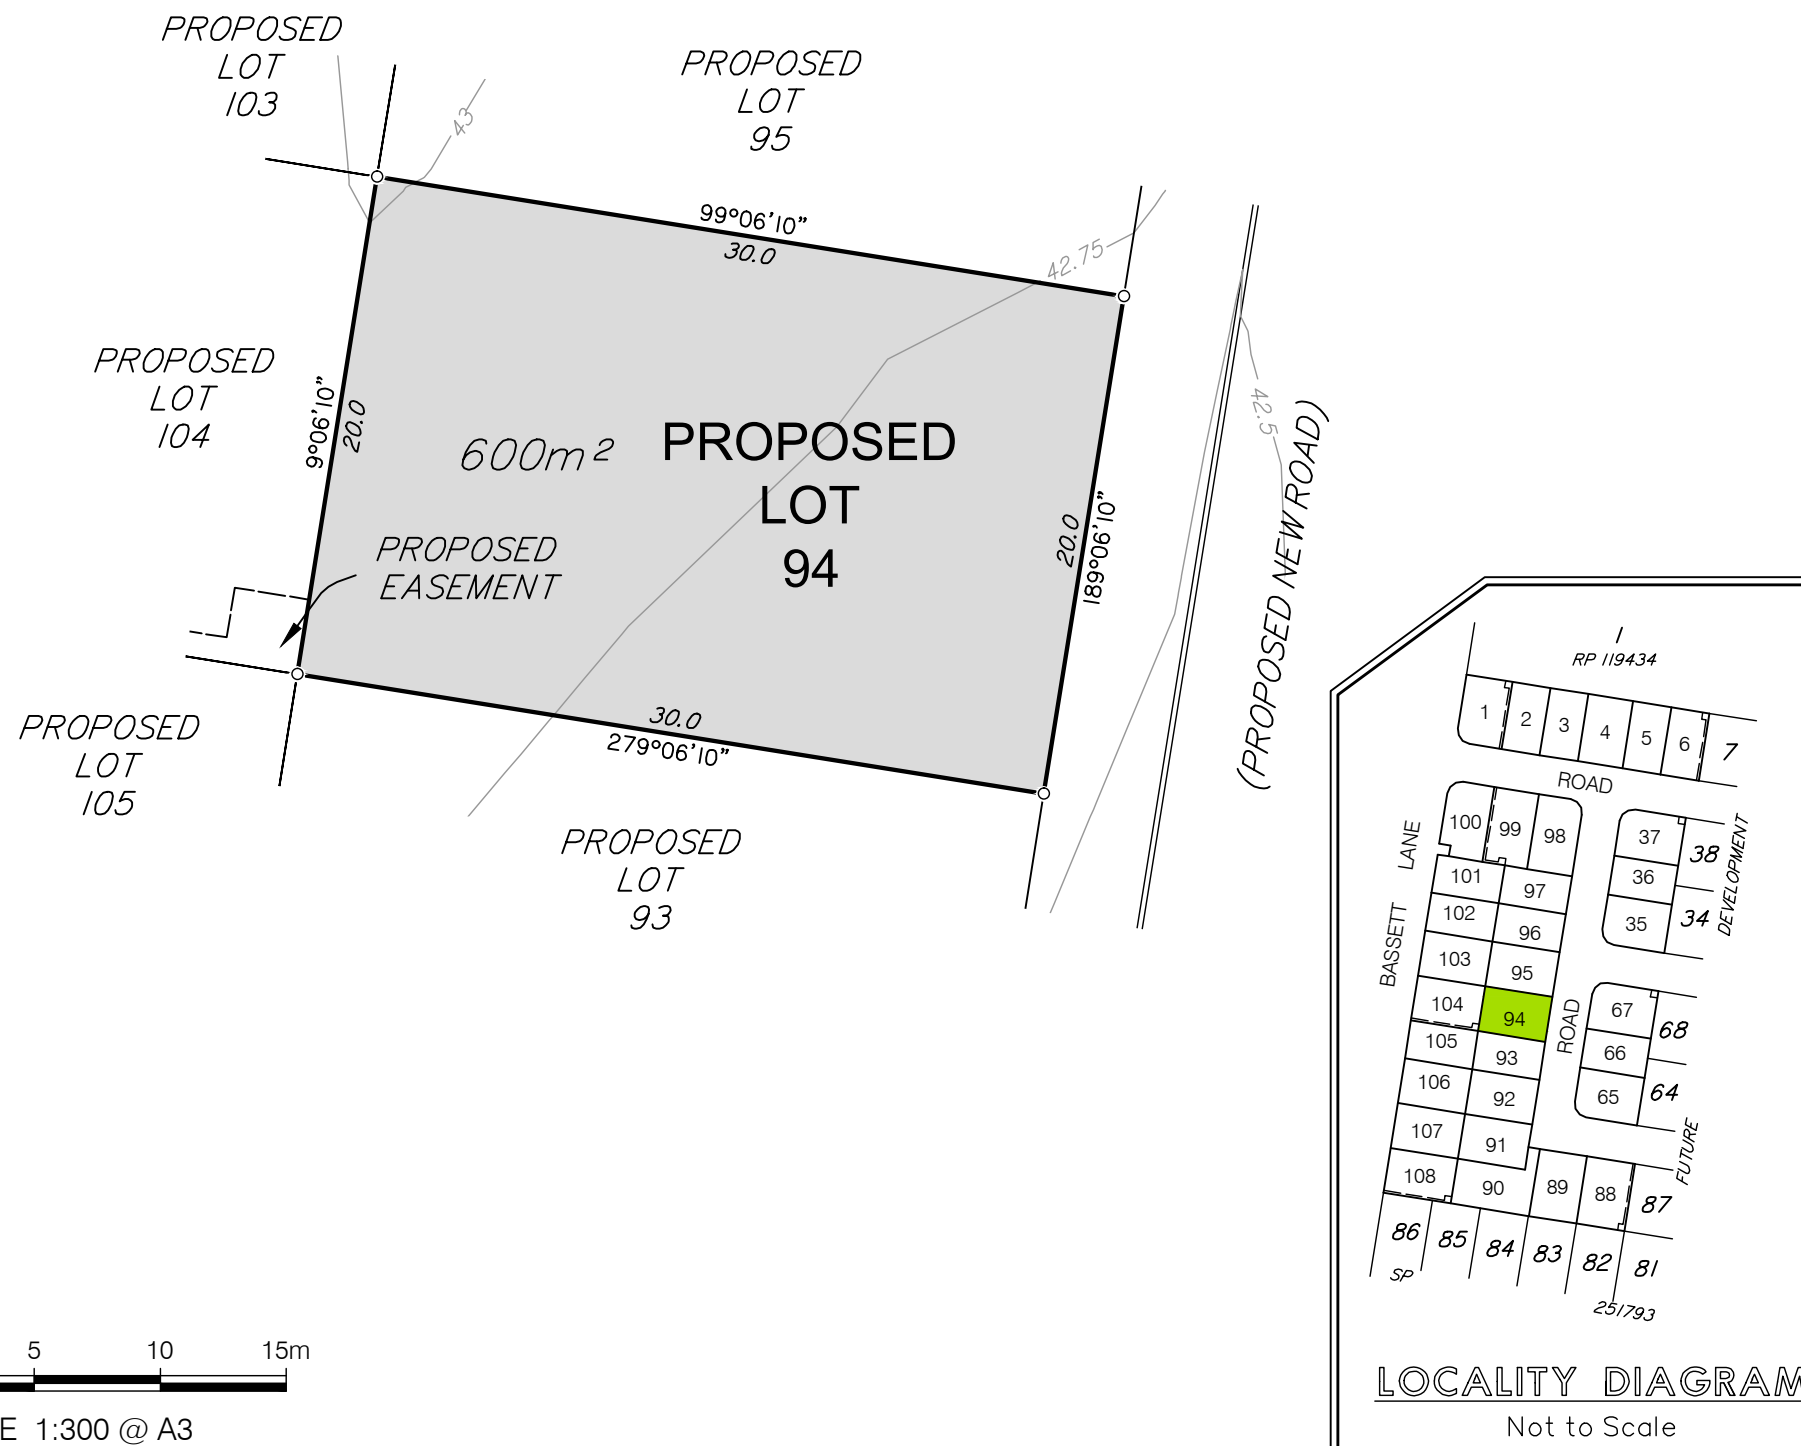 PROPOSED
LOT
103
PROPOSED
LOT
95
43
99°06'10"
30.0
42.75
PROPOSED
LOT
104
9°06'10"
20.0
600m²
PROPOSED
LOT
94
42.5
(PROPOSED NEW ROAD)
20.0
189°06'10"
PROPOSED
EASEMENT
30.0
279°06'10"
PROPOSED
LOT
105
PROPOSED
LOT
93
1
RP 119434
1
2
3
4
5
6
7
ROAD
BASSETT LANE
100
99
98
37
38
101
97
36
102
96
35
34
DEVELOPMENT
103
95
104
94
ROAD
67
68
105
93
66
106
92
65
64
107
91
FUTURE
108
90
89
88
87
86
85
84
83
82
81
SP
251793
5 10 15m
E 1:300 @ A3
LOCALITY DIAGRAM
Not to Scale